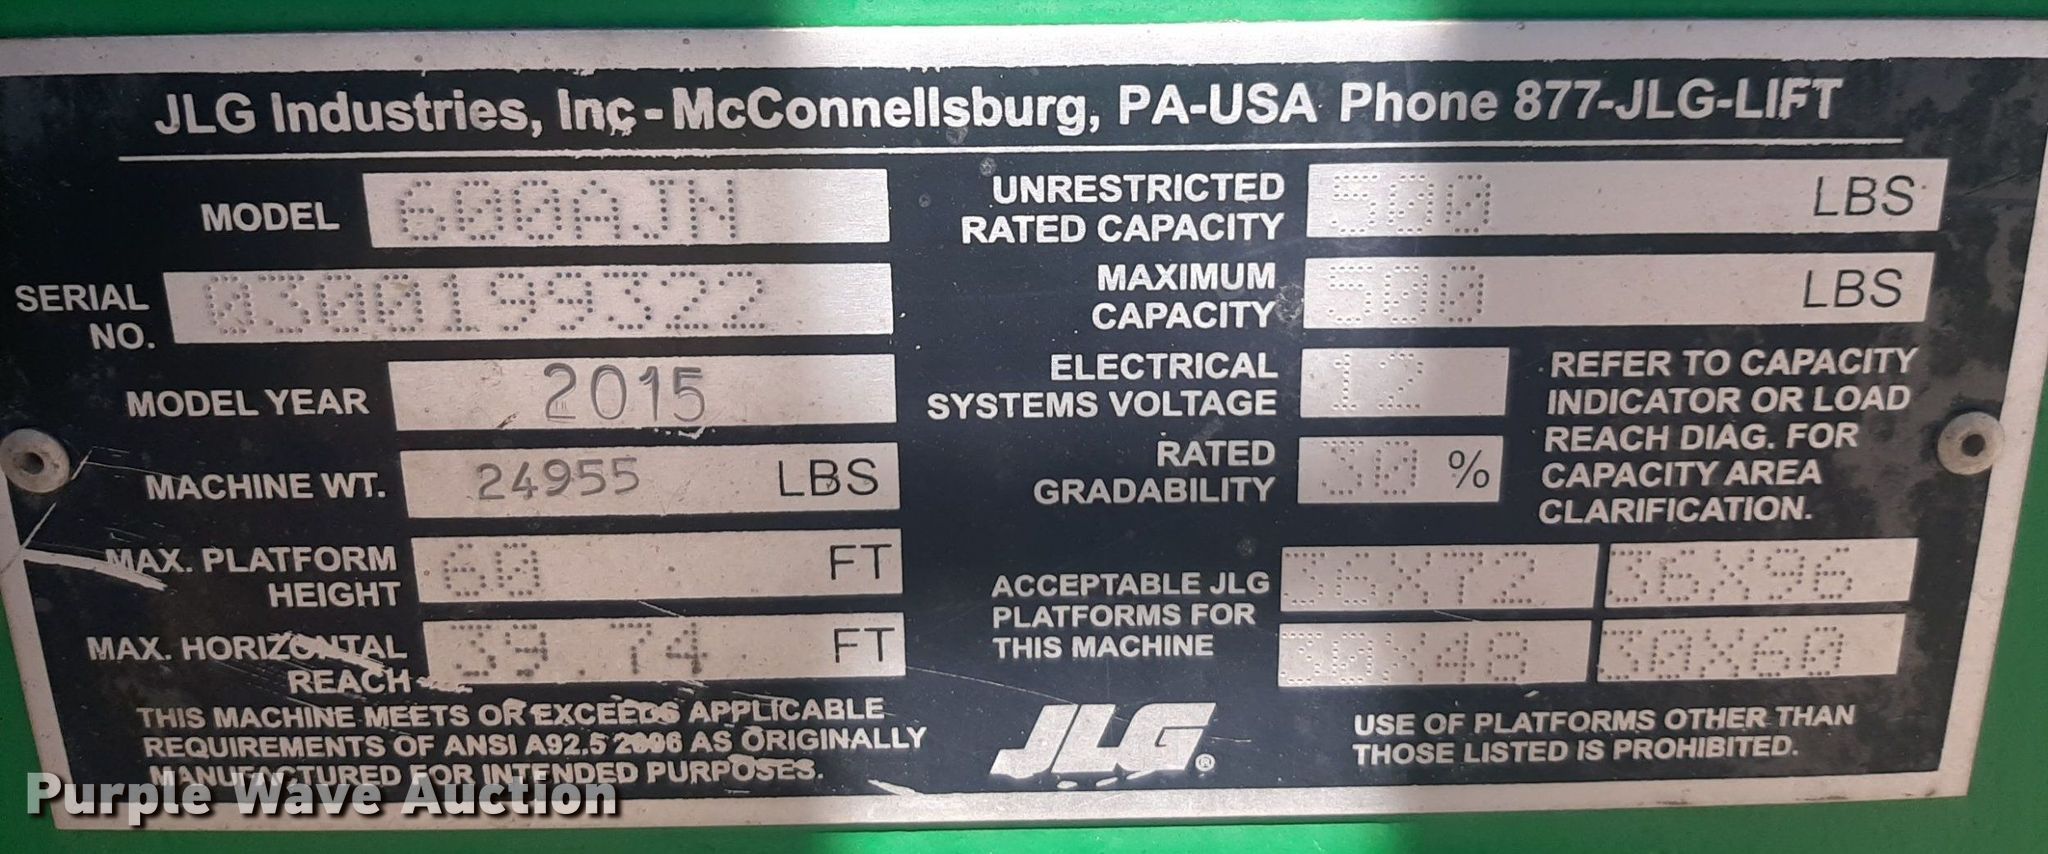 JLG Industries, Inc - McConnellsburg, PA-USA Phone 877-JLG-LIFT
MODEL 600AJN
SERIAL NO. 0300199322
MODEL YEAR 2015
MACHINE WT. 24955 LBS
MAX. PLATFORM HEIGHT 60 FT
MAX. HORIZONTAL REACH 39.74 FT
THIS MACHINE MEETS OR EXCEEDS APPLICABLE
REQUIREMENTS OF ANSI A92.5 2006 AS ORIGINALLY
MANUFACTURED FOR INTENDED PURPOSES.
UNRESTRICTED RATED CAPACITY 500 LBS
MAXIMUM CAPACITY 500 LBS
ELECTRICAL SYSTEMS VOLTAGE 12
RATED GRADABILITY 30 %
REFER TO CAPACITY
INDICATOR OR LOAD
REACH DIAG. FOR
CAPACITY AREA
CLARIFICATION.
ACCEPTABLE JLG
PLATFORMS FOR
THIS MACHINE
36X72 36X96
30X48 30X60
JLG®
USE OF PLATFORMS OTHER THAN
THOSE LISTED IS PROHIBITED.
Purple Wave Auction